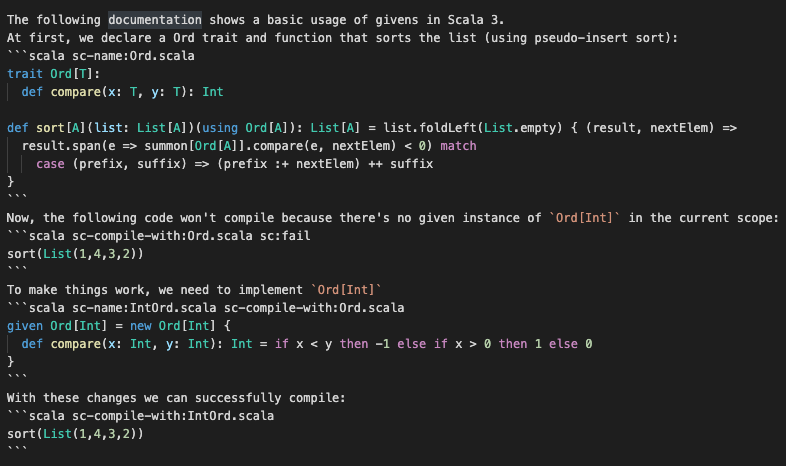 The following documentation shows a basic usage of givens in Scala 3.
At first, we declare a Ord trait and function that sorts the list (using pseudo-insert sort):
```scala sc-name:Ord.scala
trait Ord[T]:
  def compare(x: T, y: T): Int

def sort[A](list: List[A])(using Ord[A]): List[A] = list.foldLeft(List.empty) { (result, nextElem) =>
  result.span(e => summon[Ord[A]].compare(e, nextElem) < 0) match
    case (prefix, suffix) => (prefix :+ nextElem) ++ suffix
}
```
Now, the following code won't compile because there's no given instance of `Ord[Int]` in the current scope:
```scala sc-compile-with:Ord.scala sc:fail
sort(List(1,4,3,2))
```
To make things work, we need to implement `Ord[Int]`
```scala sc-name:IntOrd.scala sc-compile-with:Ord.scala
given Ord[Int] = new Ord[Int] {
  def compare(x: Int, y: Int): Int = if x < y then -1 else if x > 0 then 1 else 0
}
```
With these changes we can successfully compile:
```scala sc-compile-with:IntOrd.scala
sort(List(1,4,3,2))
```